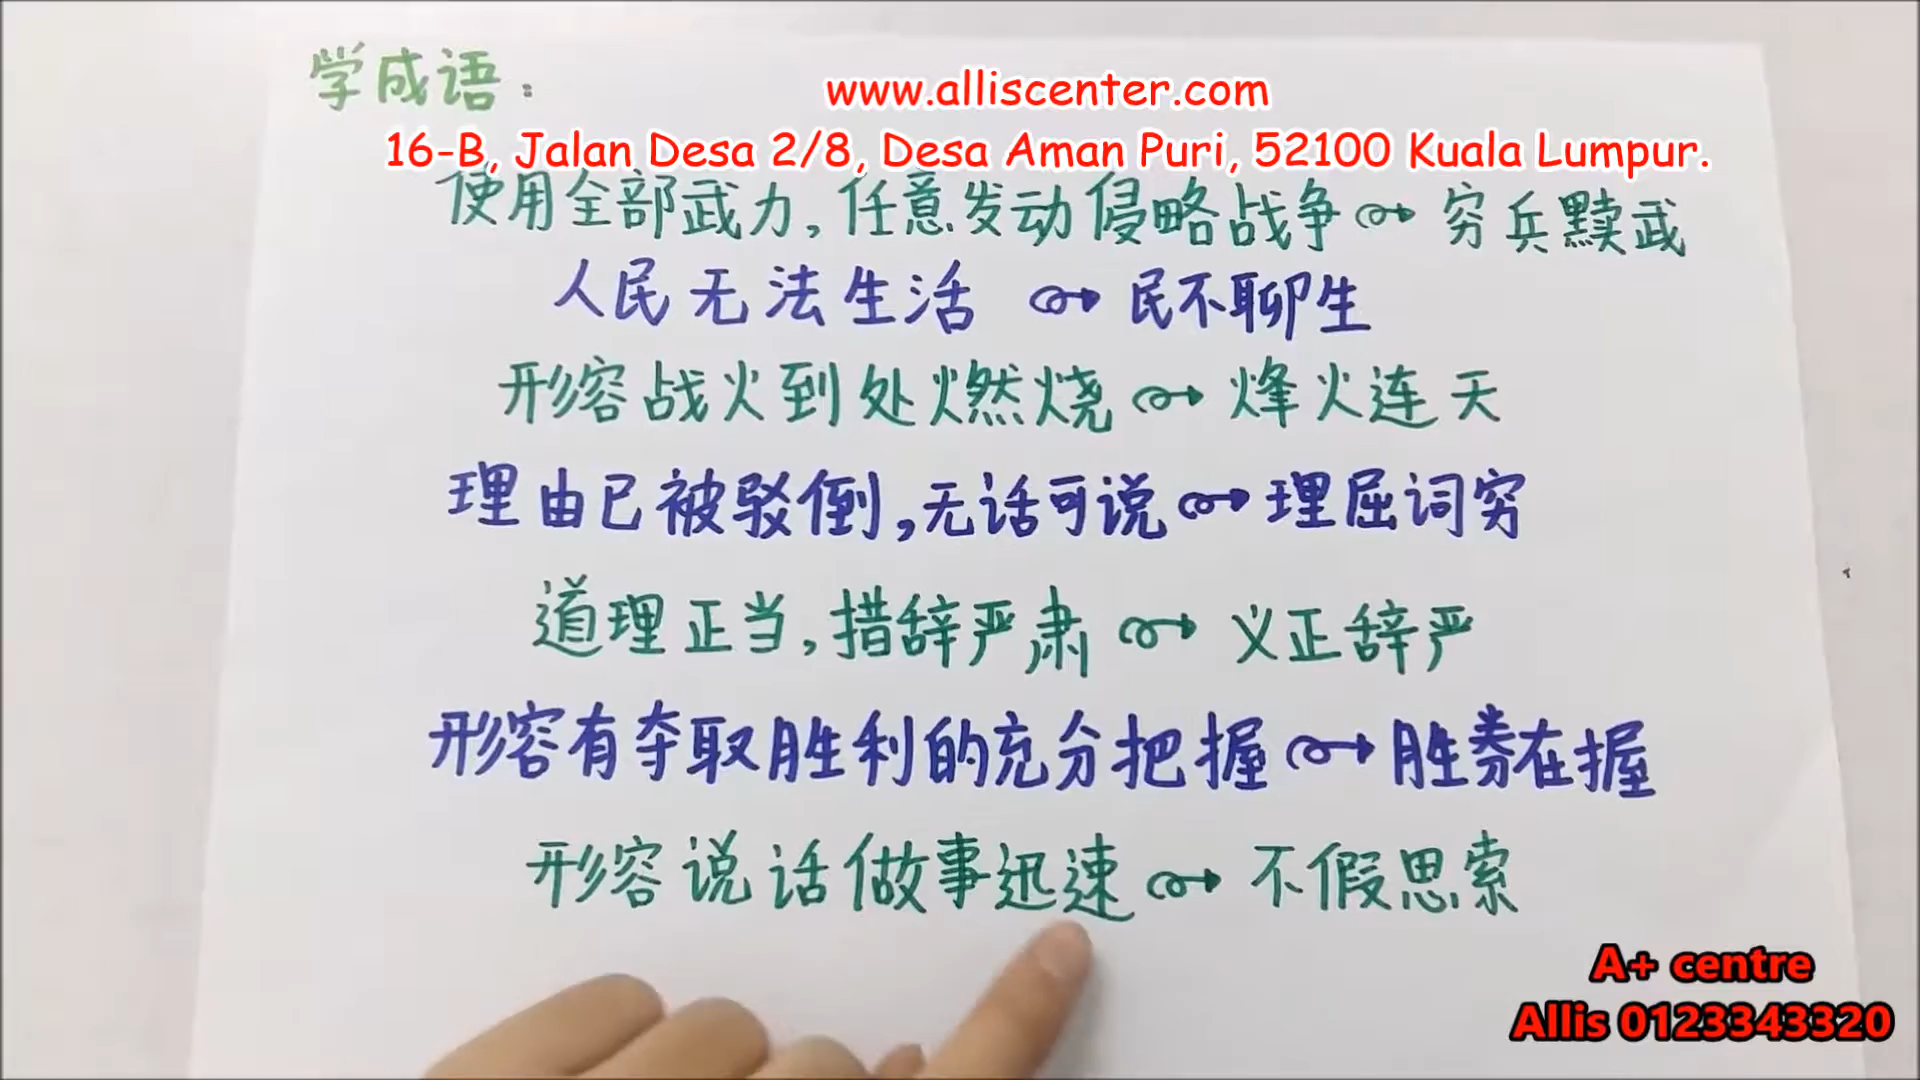 学成语：
www.alliscenter.com
16-B, Jalan Desa 2/8, Desa Aman Puri, 52100 Kuala Lumpur.
使用全部武力，任意发动侵略战争→穷兵黩武
人民无法生活→民不聊生
形容战火到处燃烧→烽火连天
理由已被驳倒，无话可说→理屈词穷
道理正当，措辞严肃→义正辞严
形容有夺取胜利的充分把握→胜券在握
形容说话做事迅速→不假思索
A+ centre
Allis 0123343320